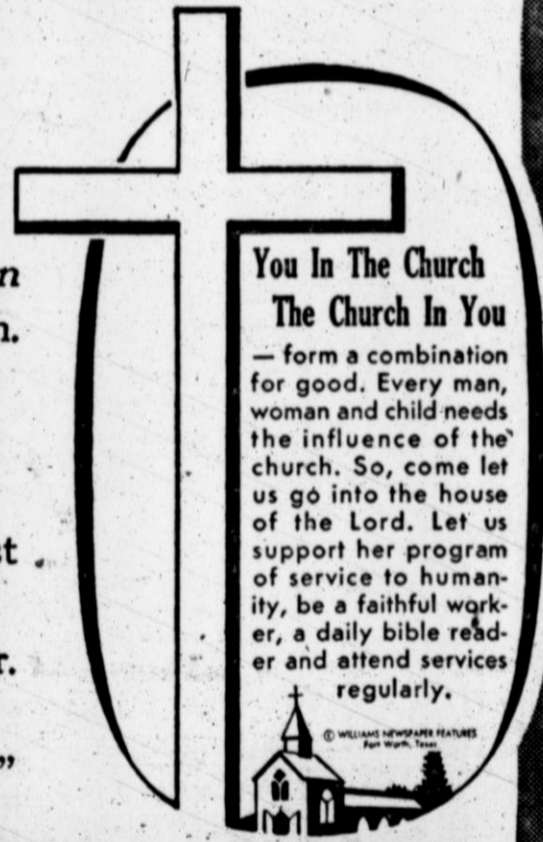 n
n.
st
r.
”
You In The Church
The Church In You
— form a combination
for good. Every man,
woman and child needs
the influence of the
church. So, come let
us go into the house
of the Lord. Let us
support her program
of service to human-
ity, be a faithful work-
er, a daily bible read-
er and attend services
regularly.
© WILLIAMS NEWSPAPER FEATURES
Fort Worth, Texas